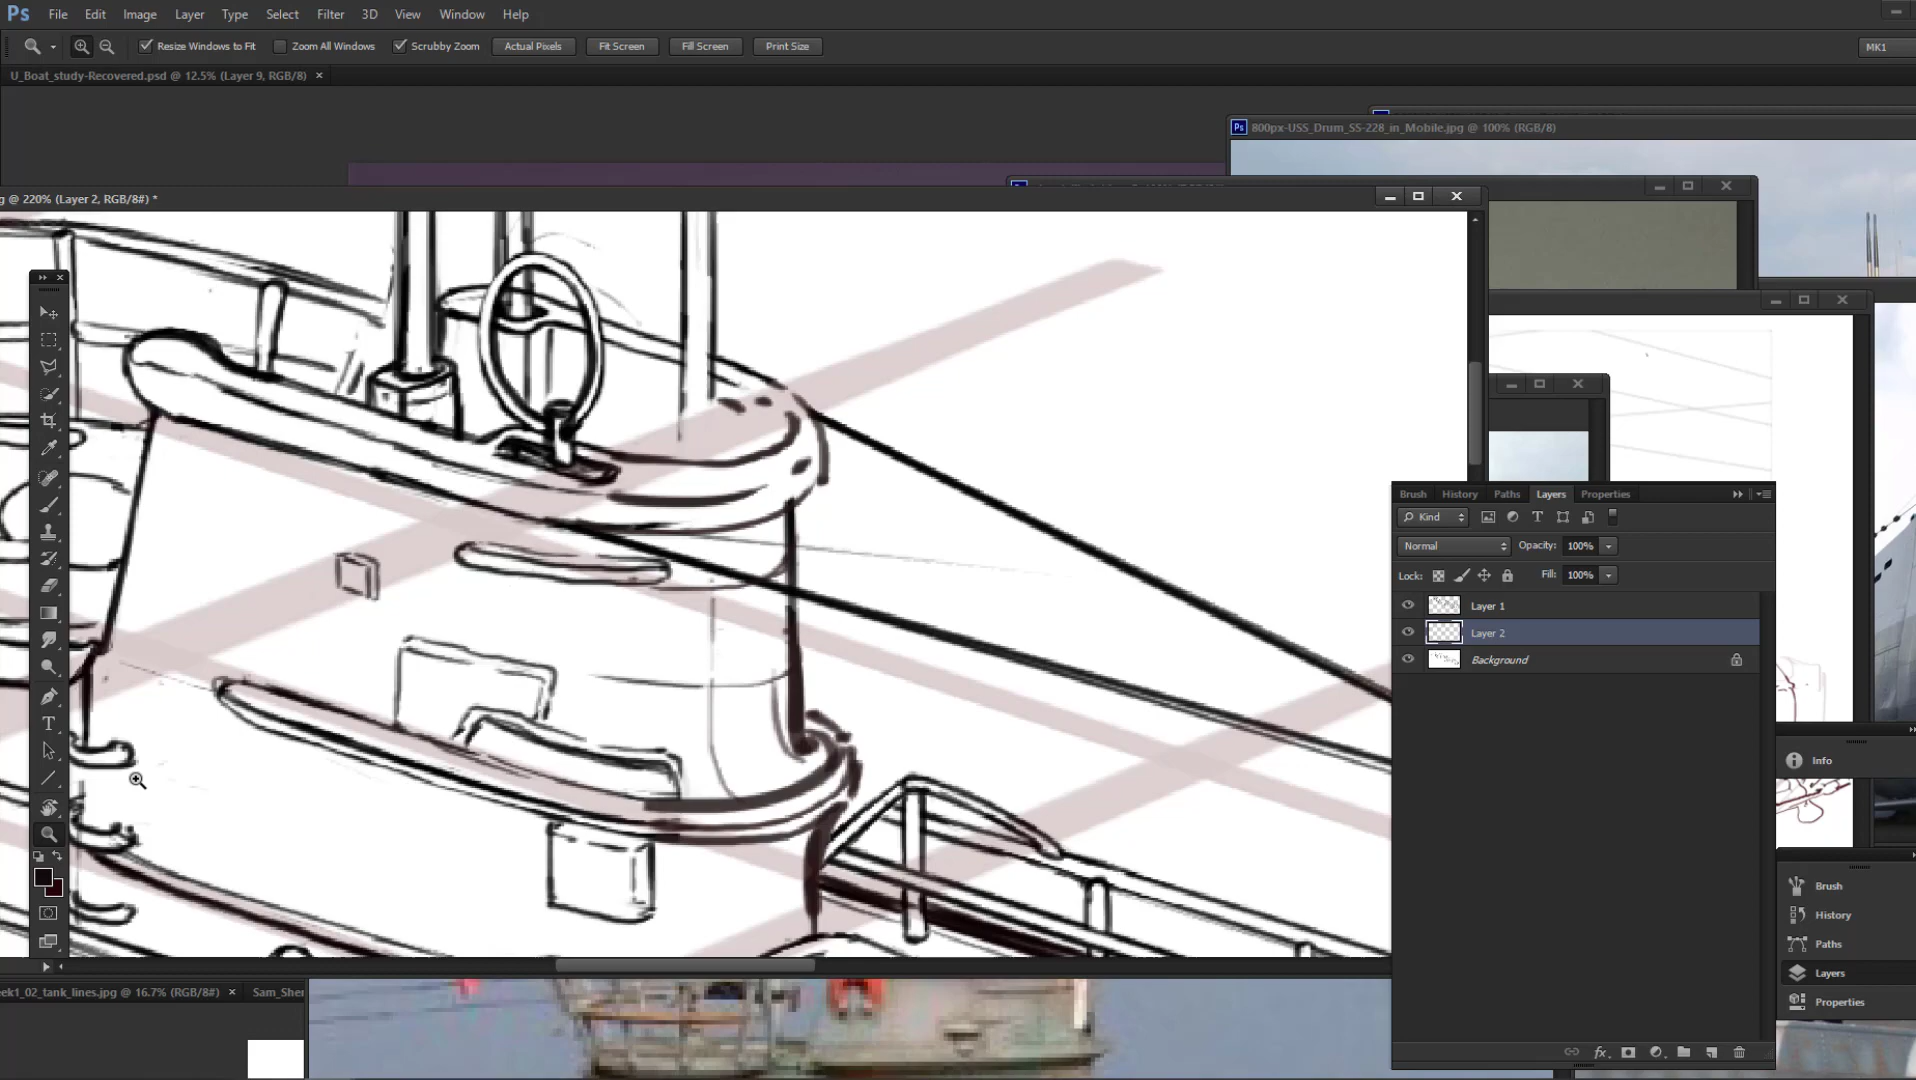 Ps File Edit Image Layer Type Select Filter 3D View Window Help
Resize Windows to Fit Zoom All Windows Scrubby Zoom Actual Pixels Fit Screen Fill Screen Print Size MK1
U_Boat_study-Recovered.psd @ 12.5% (Layer 9, RGB/8) ×
Ps 800px-USS_Drum_SS-228_in_Mobile.jpg @ 100% (RGB/8)
g @ 220% (Layer 2, RGB/8#) *
Brush History Paths Layers Properties
Kind
Normal Opacity: 100%
Lock: Fill: 100%
Layer 1
Layer 2
Background
Info
Brush
History
Paths
Layers
Properties
eek1_02_tank_lines.jpg @ 16.7% (RGB/8#) × Sam_Sher